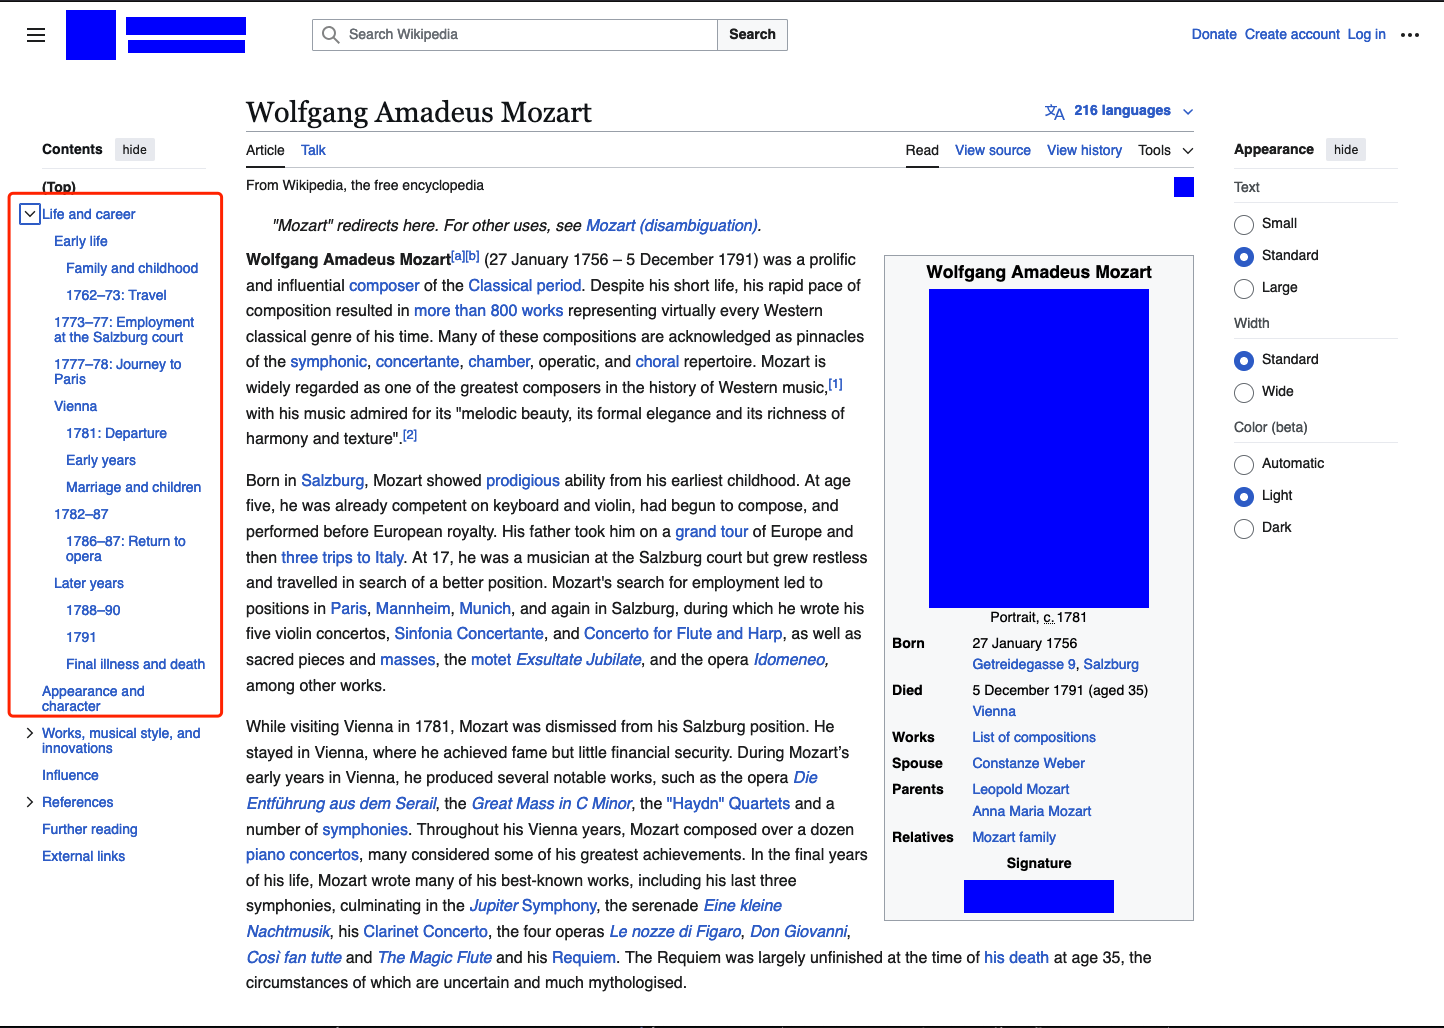 Search Wikipedia
Search
Donate Create account Log in
Contents hide
(Top)
Life and career
Early life
Family and childhood
1762–73: Travel
1773–77: Employment
at the Salzburg court
1777–78: Journey to
Paris
Vienna
1781: Departure
Early years
Marriage and children
1782–87
1786–87: Return to
opera
Later years
1788–90
1791
Final illness and death
Appearance and
character
Works, musical style, and
innovations
Influence
References
Further reading
External links
Wolfgang Amadeus Mozart
216 languages
Article Talk
Read View source View history Tools
From Wikipedia, the free encyclopedia
"Mozart" redirects here. For other uses, see Mozart (disambiguation).
Wolfgang Amadeus Mozart[a][b] (27 January 1756 – 5 December 1791) was a prolific
and influential composer of the Classical period. Despite his short life, his rapid pace of
composition resulted in more than 800 works representing virtually every Western
classical genre of his time. Many of these compositions are acknowledged as pinnacles
of the symphonic, concertante, chamber, operatic, and choral repertoire. Mozart is
widely regarded as one of the greatest composers in the history of Western music,[1]
with his music admired for its "melodic beauty, its formal elegance and its richness of
harmony and texture".[2]
Born in Salzburg, Mozart showed prodigious ability from his earliest childhood. At age
five, he was already competent on keyboard and violin, had begun to compose, and
performed before European royalty. His father took him on a grand tour of Europe and
then three trips to Italy. At 17, he was a musician at the Salzburg court but grew restless
and travelled in search of a better position. Mozart's search for employment led to
positions in Paris, Mannheim, Munich, and again in Salzburg, during which he wrote his
five violin concertos, Sinfonia Concertante, and Concerto for Flute and Harp, as well as
sacred pieces and masses, the motet Exsultate Jubilate, and the opera Idomeneo,
among other works.
While visiting Vienna in 1781, Mozart was dismissed from his Salzburg position. He
stayed in Vienna, where he achieved fame but little financial security. During Mozart's
early years in Vienna, he produced several notable works, such as the opera Die
Entführung aus dem Serail, the Great Mass in C Minor, the "Haydn" Quartets and a
number of symphonies. Throughout his Vienna years, Mozart composed over a dozen
piano concertos, many considered some of his greatest achievements. In the final years
of his life, Mozart wrote many of his best-known works, including his last three
symphonies, culminating in the Jupiter Symphony, the serenade Eine kleine
Nachtmusik, his Clarinet Concerto, the four operas Le nozze di Figaro, Don Giovanni,
Così fan tutte and The Magic Flute and his Requiem. The Requiem was largely unfinished at the time of his death at age 35, the
circumstances of which are uncertain and much mythologised.
Wolfgang Amadeus Mozart
Portrait, c. 1781
Born 27 January 1756
Getreidegasse 9, Salzburg
Died 5 December 1791 (aged 35)
Vienna
Works List of compositions
Spouse Constanze Weber
Parents Leopold Mozart
Anna Maria Mozart
Relatives Mozart family
Signature
Appearance hide
Text
Small
Standard
Large
Width
Standard
Wide
Color (beta)
Automatic
Light
Dark